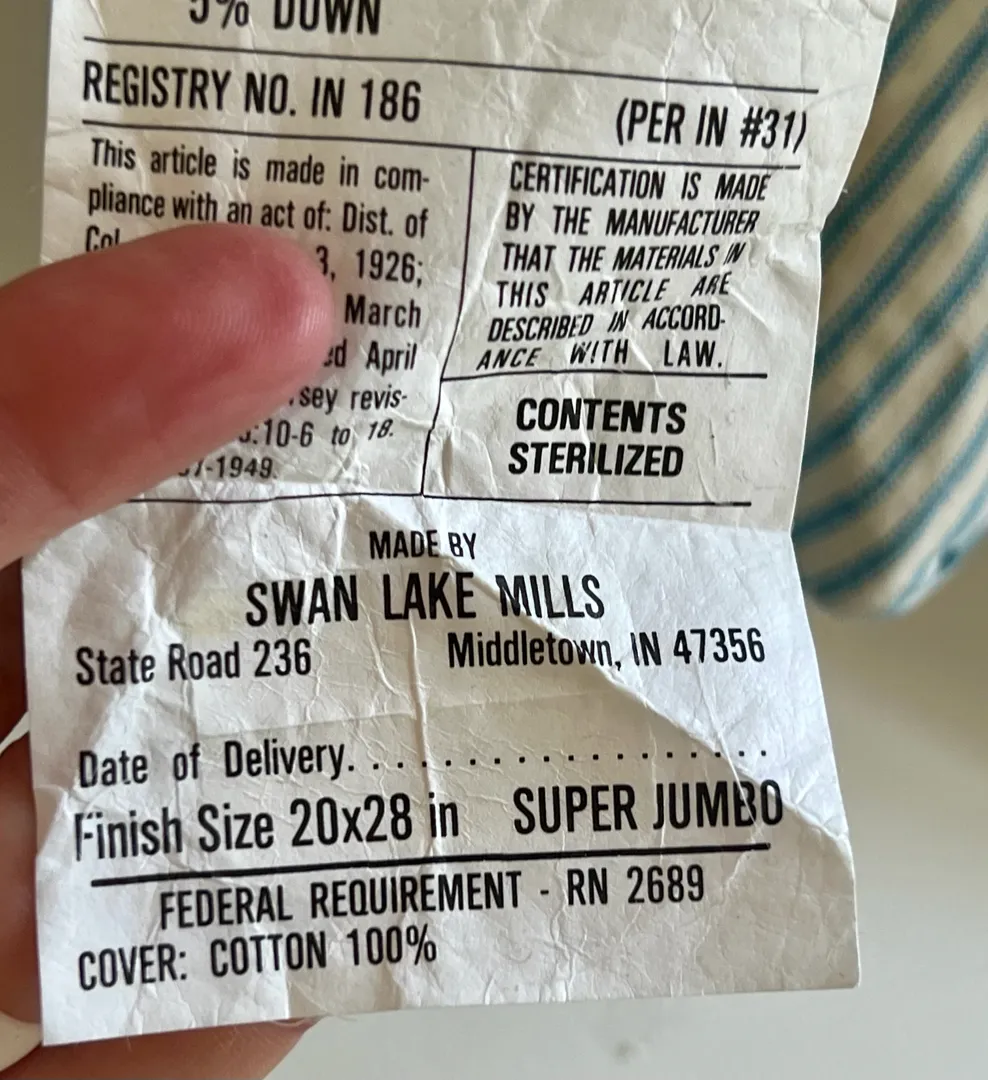 5% DOWN
REGISTRY NO. IN 186 (PER IN #31)
This article is made in com-
pliance with an act of: Dist. of
Col
3, 1926;
March
April
revis-
10-6 to 18.
-1949.
CERTIFICATION IS MADE
BY THE MANUFACTURER
THAT THE MATERIALS IN
THIS ARTICLE ARE
DESCRIBED IN ACCORD-
ANCE WITH LAW.
CONTENTS
STERILIZED
MADE BY
SWAN LAKE MILLS
State Road 236 Middletown, IN 47356
Date of Delivery. . . . . . . . . . . . . . . . . . .
Finish Size 20x28 in SUPER JUMBO
FEDERAL REQUIREMENT - RN 2689
COVER: COTTON 100%